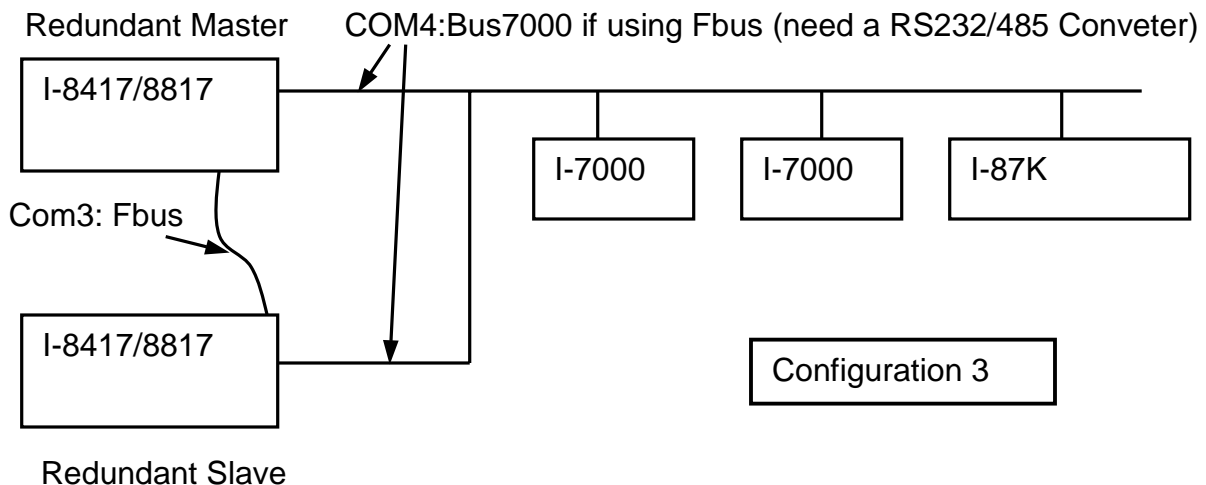 Redundant Master
COM4:Bus7000 if using Fbus (need a RS232/485 Conveter)
I-8417/8817
I-7000
I-7000
I-87K
Com3: Fbus
I-8417/8817
Configuration 3
Redundant Slave